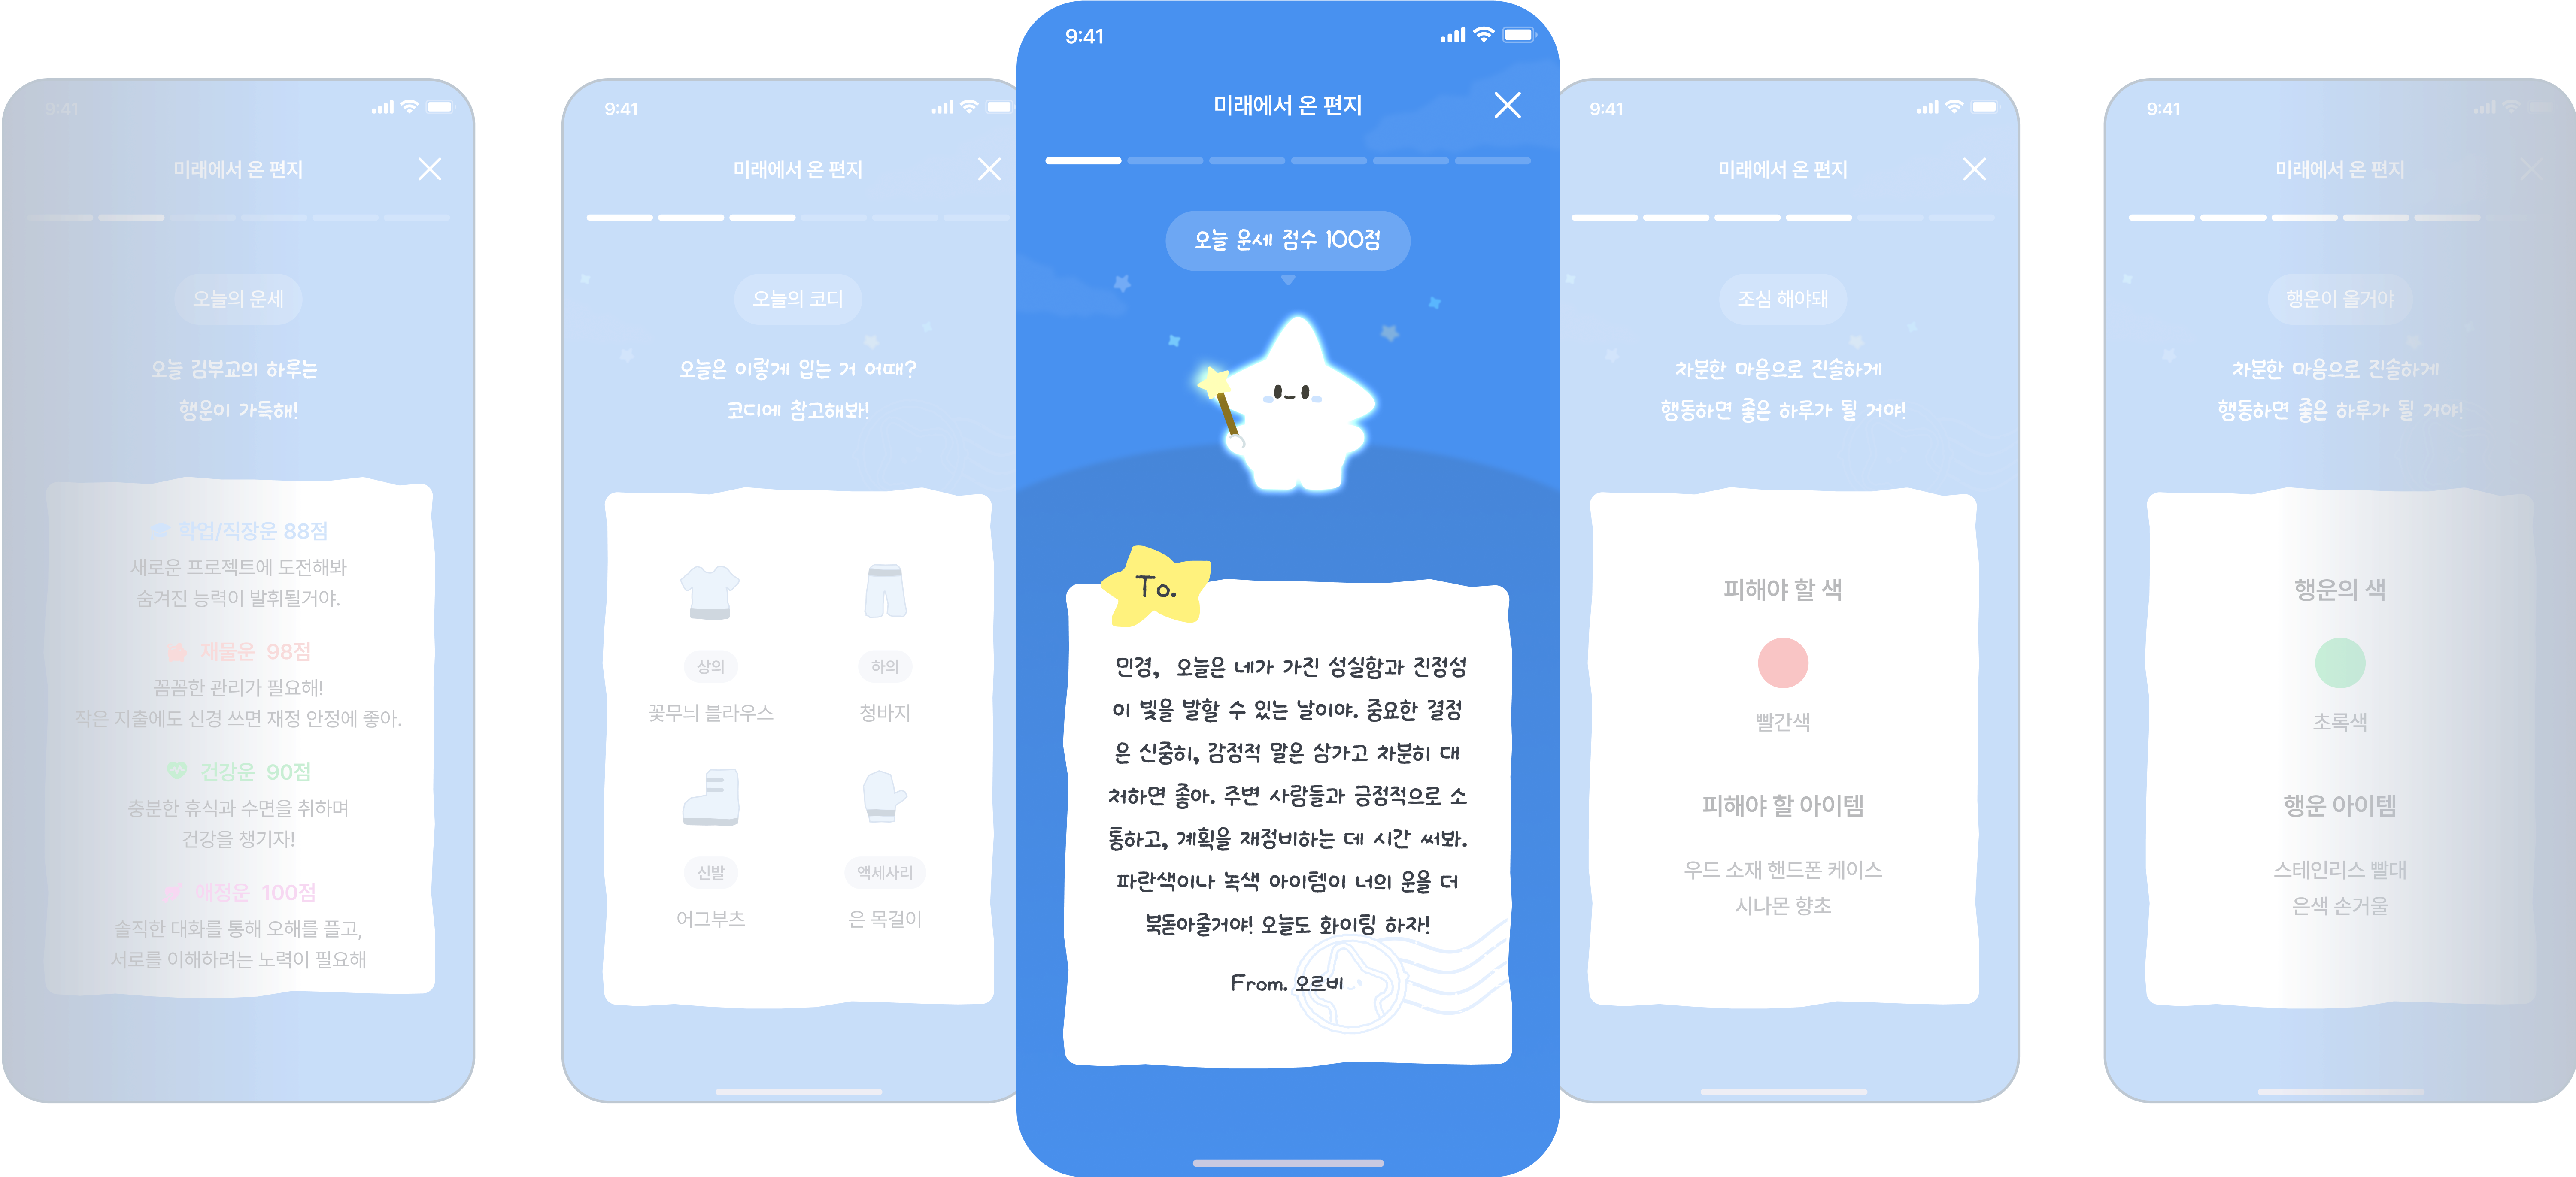 9:41
미래에서 온 편지
오늘의 운세
오늘 김부교의 하루는
행운이 가득해!
학업/직장운 88점
새로운 프로젝트에 도전해봐
숨겨진 능력이 발휘될거야.
재물운 98점
꼼꼼한 관리가 필요해!
작은 지출에도 신경 쓰면 재정 안정에 좋아.
건강운 90점
충분한 휴식과 수면을 취하며
건강을 챙기자!
애정운 100점
솔직한 대화를 통해 오해를 플고,
서로를 이해하려는 노력이 필요해
9:41
미래에서 온 편지
오늘의 코디
오늘은 이렇게 입는 거 어때?
코디에 참고해봐!
상의
하의
꽃무늬 블라우스
청바지
신발
액세사리
어그부츠
은 목걸이
9:41
미래에서 온 편지
오늘 운세 점수 100점
To.
민경, 오늘은 네가 가진 성실함과 진정성
이 빛을 발할 수 있는 날이야. 중요한 결정
은 신중히, 감정적 말은 삼가고 차분히 대
처하면 좋아. 주변 사람들과 긍정적으로 소
통하고, 계획을 재정비하는 데 시간 써봐.
파란색이나 녹색 아이템이 너의 운을 더
북돋아줄거야! 오늘도 화이팅 하자!
From. 오르비
9:41
미래에서 온 편지
조심 해야돼
차분한 마음으로 진솔하게
행동하면 좋은 하루가 될 거야!
피해야 할 색
빨간색
피해야 할 아이템
우드 소재 핸드폰 케이스
시나몬 향초
9:41
미래에서 온 편지
행운이 올거야
차분한 마음으로 진솔하게
행동하면 좋은 하루가 될 거야!
행운의 색
초록색
행운 아이템
스테인리스 빨대
은색 손거울